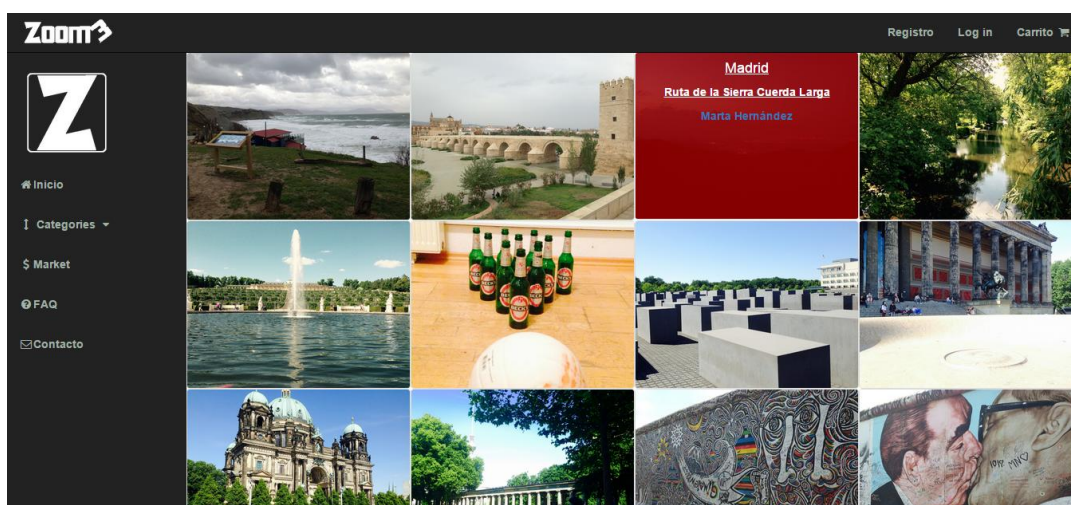 Zoom
Registro
Log in
Carrito
Z
Inicio
Categories
$ Market
FAQ
Contacto
Madrid
Ruta de la Sierra Cuerda Larga
Marta Hernández